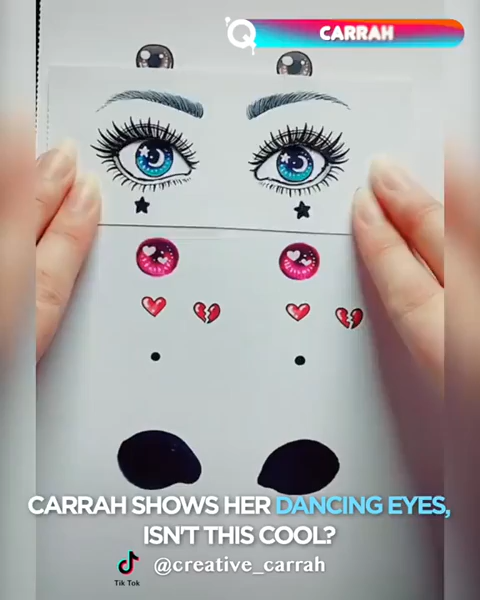 CARRAH
CARRAH SHOWS HER DANCING EYES,
ISN'T THIS COOL?
@creative_carrah
Tik Tok